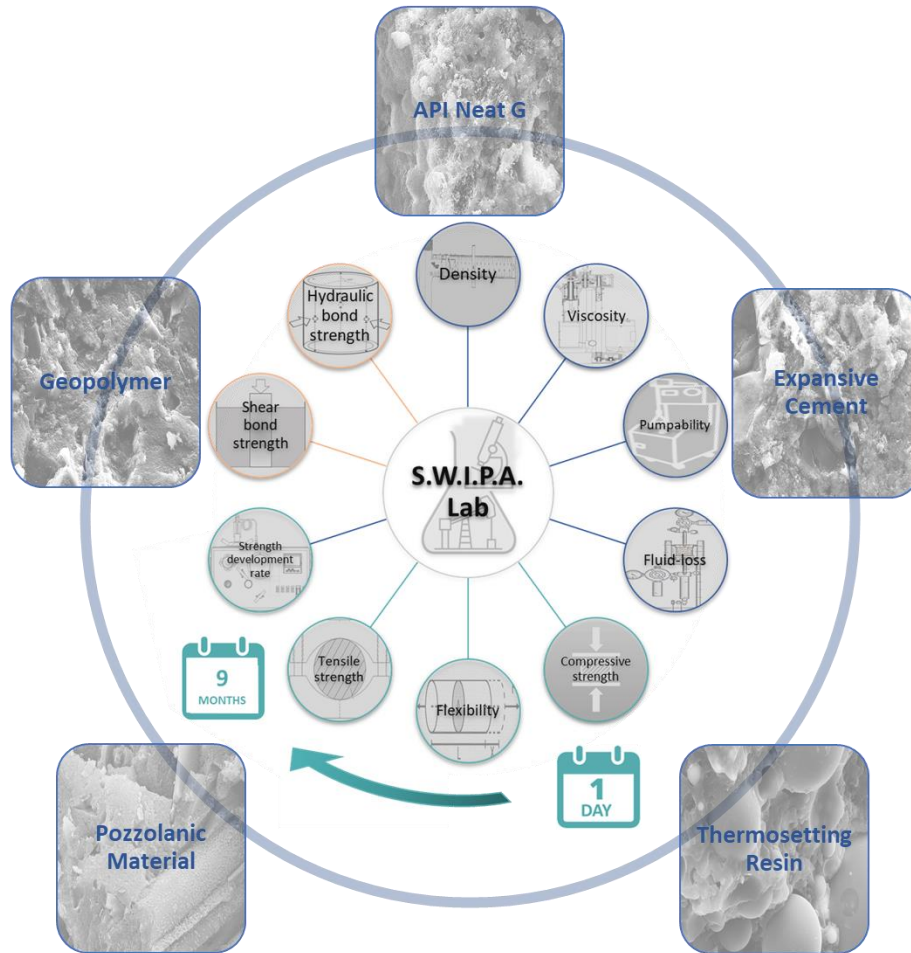 API Neat G
Density
Hydraulic
bond
strength
Viscosity
Geopolymer
Expansive
Cement
Shear
bond
strength
Pumpability
S.W.I.P.A.
Lab
Strength
development
rate
Fluid-loss
Tensile
strength
Compressive
strength
9
MONTHS
Flexibility
1
DAY
Pozzolanic
Material
Thermosetting
Resin